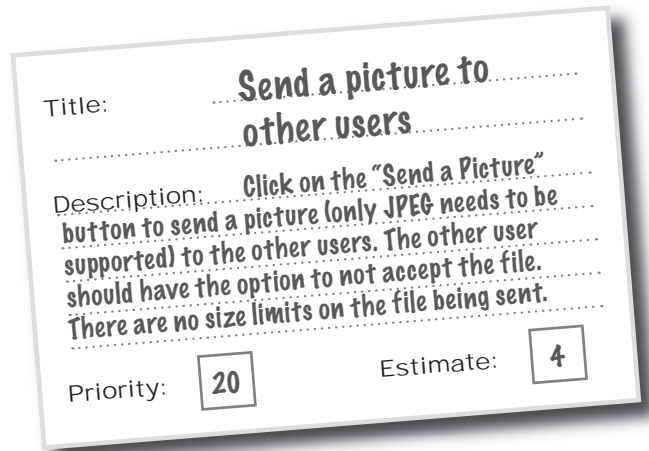 Title: Send a picture to
other users
Description: Click on the “Send a Picture”
button to send a picture (only JPEG needs to be
supported) to the other users. The other user
should have the option to not accept the file.
There are no size limits on the file being sent.
Priority: 20 Estimate: 4